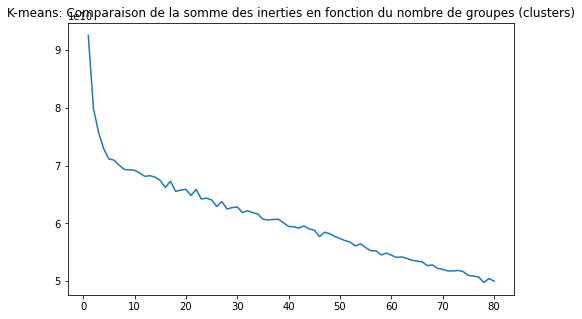 K-means: Comparaison de la somme des inerties en fonction du nombre de groupes (clusters)
1e10
9
8
7
6
5
0 10 20 30 40 50 60 70 80